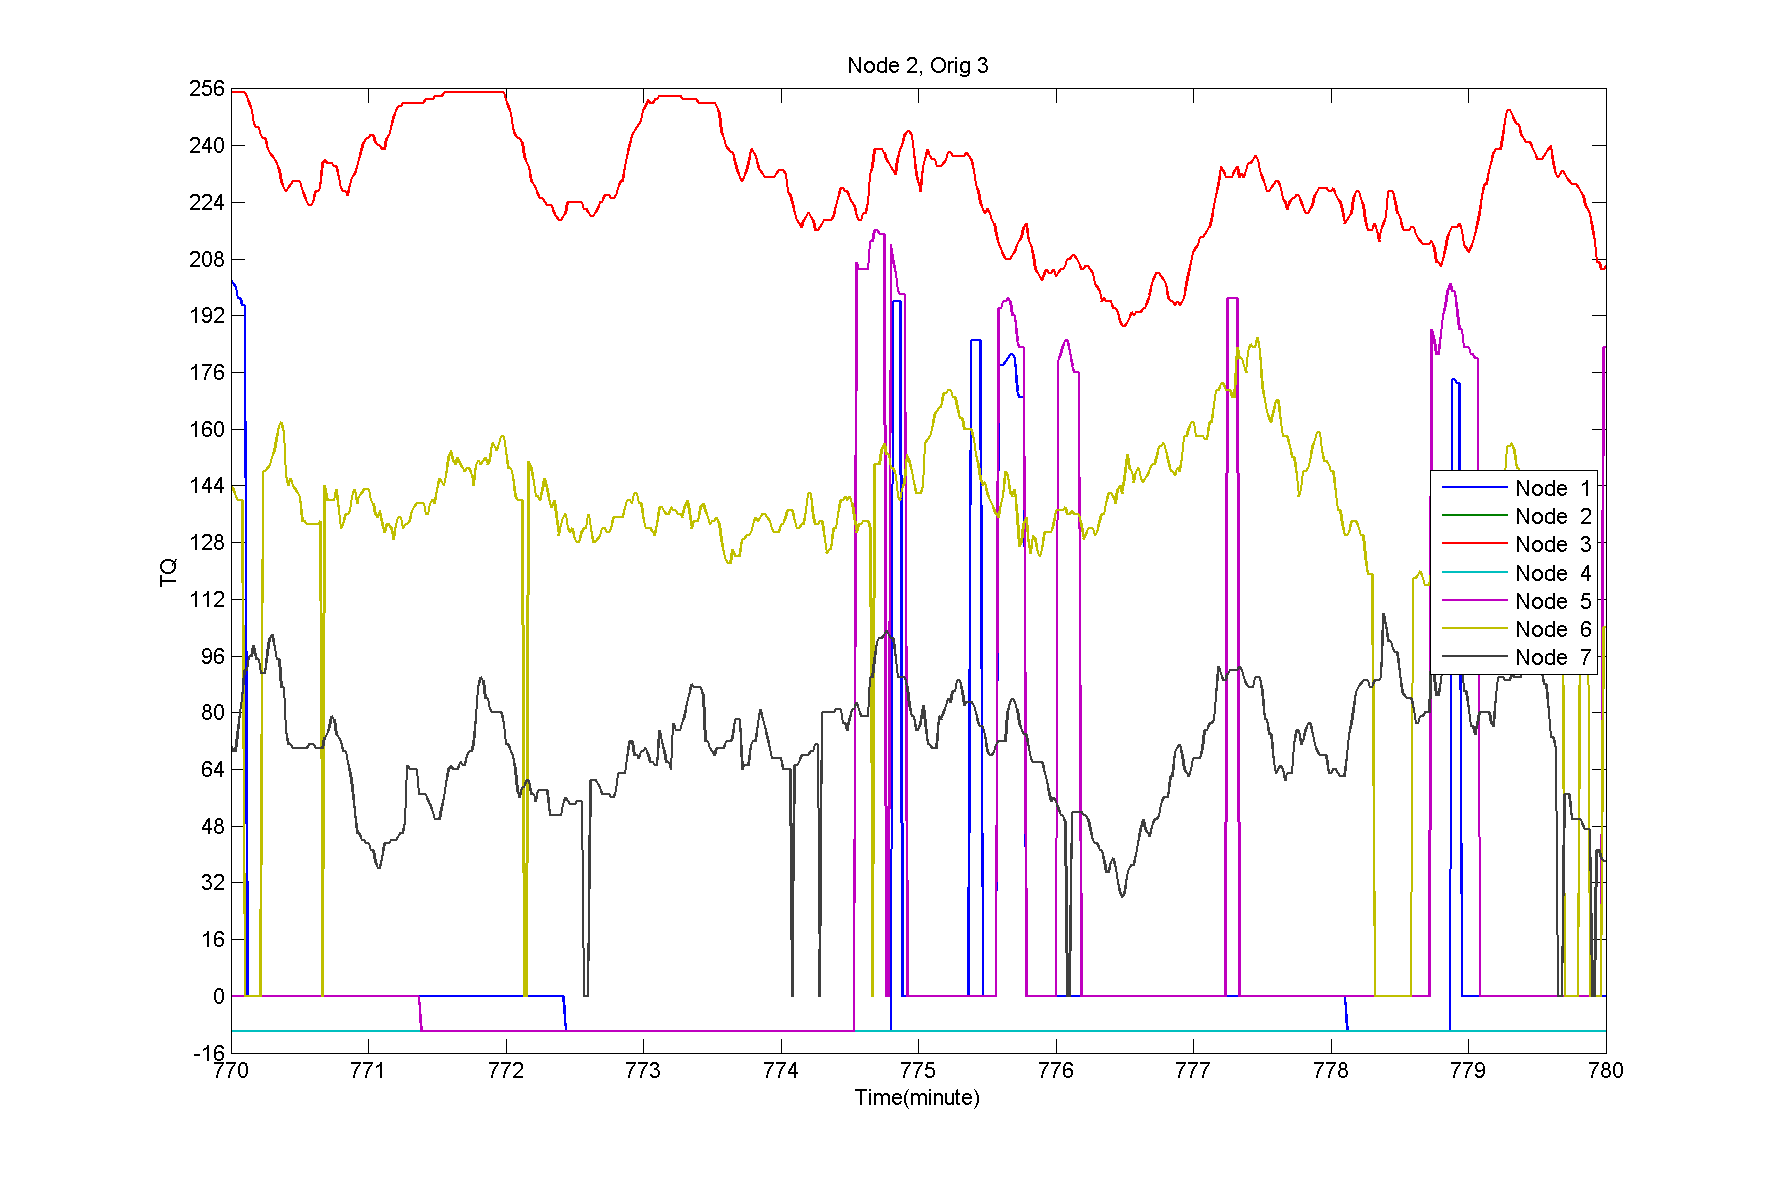 Node 2, Orig 3
256
240
224
208
192
176
160
144
128
112
96
80
64
48
32
16
0
-16
TQ
770 771 772 773 774 775 776 777 778 779 780
Time(minute)
Node 1
Node 2
Node 3
Node 4
Node 5
Node 6
Node 7